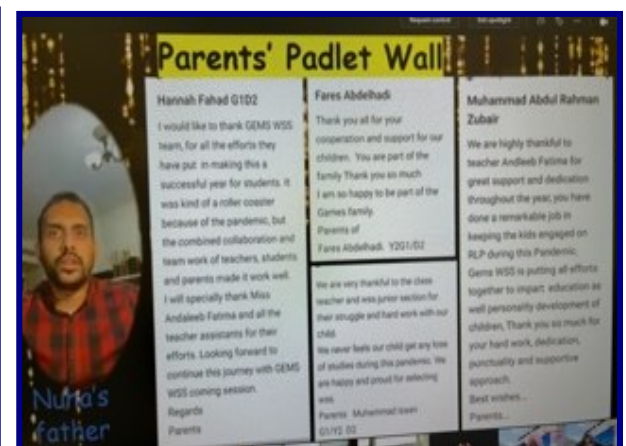 Request control
Parents' Padlet Wall
Hannah Fahad G1D2
I would like to thank GEMS WSS
team, for all the efforts they
have put in making this a
successful year for students. it
was kind of a roller coaster
because of the pandemic, but
the combined collaboration and
team work of teachers, students
and parents made it work well.
I will specially thank Miss
Andaleeb Fatima and all the
teacher assistants for their
efforts. Looking forward to
continue this journey with GEMS
WSS coming session.
Regards
Parents
Fares Abdelhadi
Thank you all for your
cooperation and support for our
children. You are part of the
family Thank you so much
I am so happy to be part of the
Games family.
Parents of
Fares Abdelhadi. Y2G1/D2
We are very thankful to the class
teacher and wss junior section for
their struggle and hard work with our
child.
We never feels our child get any loss
of studies during this pandemic. We
are happy and proud for selecting
wss.
Parents Muhammad
G1/Y2 D2
Muhammad Abdul Rahman
Zubair
We are highly thankful to
teacher Andleeb Fatima for
great support and dedication
throughout the year, you have
done a remarkable job in
keeping the kids engaged on
RLP during this Pandemic.
Gems WSS is putting all efforts
together to impart education as
well personality development of
children, Thank you so much for
your hard work, dedication,
punctuality and supportive
approach.
Best wishes...
Parents...
father